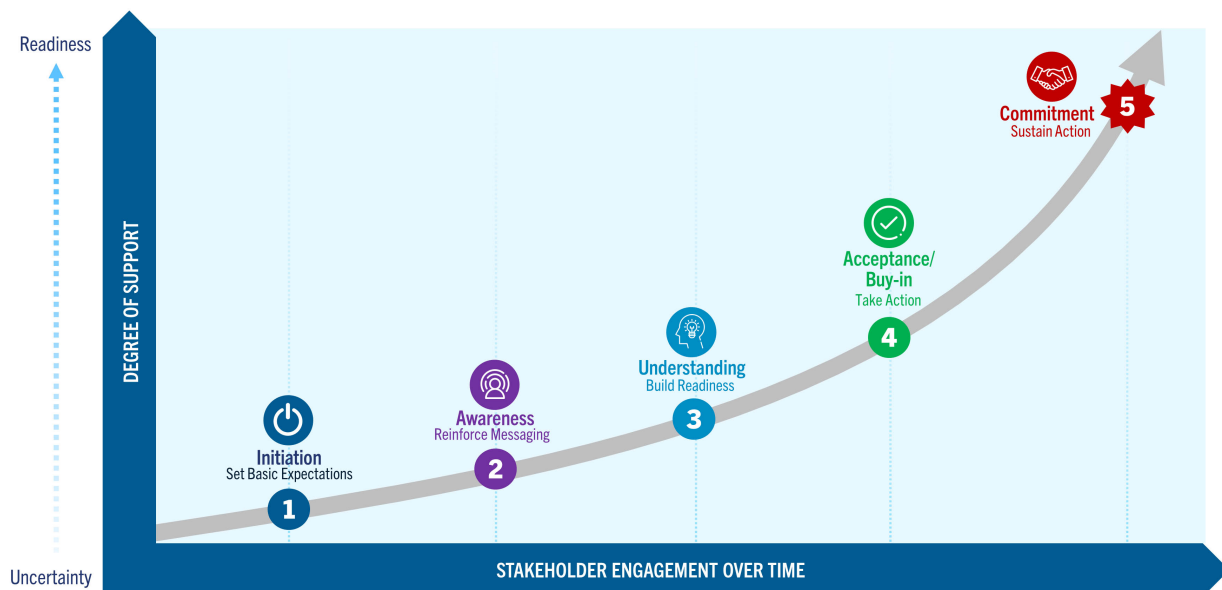 Readiness
Uncertainty
DEGREE OF SUPPORT
Initiation
Set Basic Expectations
1
Awareness
Reinforce Messaging
2
Understanding
Build Readiness
3
Acceptance/
Buy-in
Take Action
4
Commitment
Sustain Action
5
STAKEHOLDER ENGAGEMENT OVER TIME